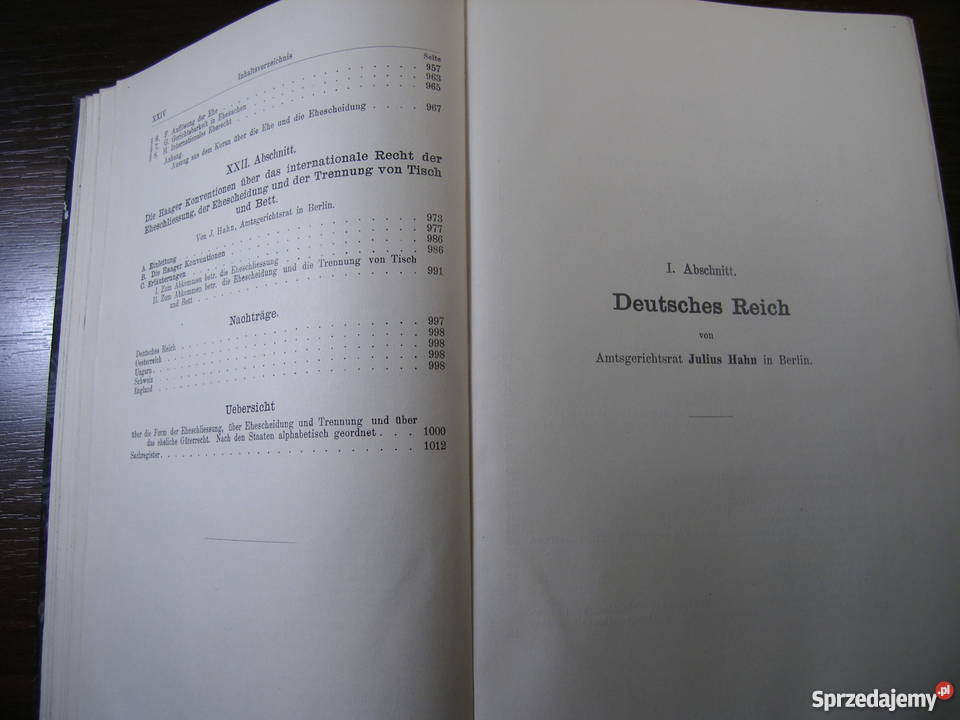 XXIV
Inhaltsverzeichnis
Seite
F. Auflösung der Ehe . . . 957
G. Gerichtsbarkeit in Ehesachen . . . 963
H. Internationales Eherecht . . . 965
Anhang:
Auszug aus dem Koran über die Ehe und die Ehescheidung . . . 967
XXII. Abschnitt.
Die Haager Konventionen über das internationale Recht der
Eheschliessung, der Ehescheidung und der Trennung von Tisch
und Bett.
Von J. Hahn, Amtsgerichtsrat in Berlin.
A. Einleitung . . . 973
B. Die Haager Konventionen . . . 977
C. Erläuterungen . . . 986
I. Zum Abkommen betr. die Eheschliessung . . . 986
II. Zum Abkommen betr. die Ehescheidung und die Trennung von Tisch
und Bett . . . 991
Nachträge.
Deutsches Reich . . . 997
Oesterreich . . . 998
Ungarn . . . 998
Schweiz . . . 998
England . . . 998
Uebersicht
über die Form der Eheschliessung, über Ehescheidung und Trennung und über
das eheliche Güterrecht. Nach den Staaten alphabetisch geordnet . . . 1000
Sachregister . . . 1012
I. Abschnitt.
Deutsches Reich
von
Amtsgerichtsrat Julius Hahn in Berlin.
Sprzedajemy.pl